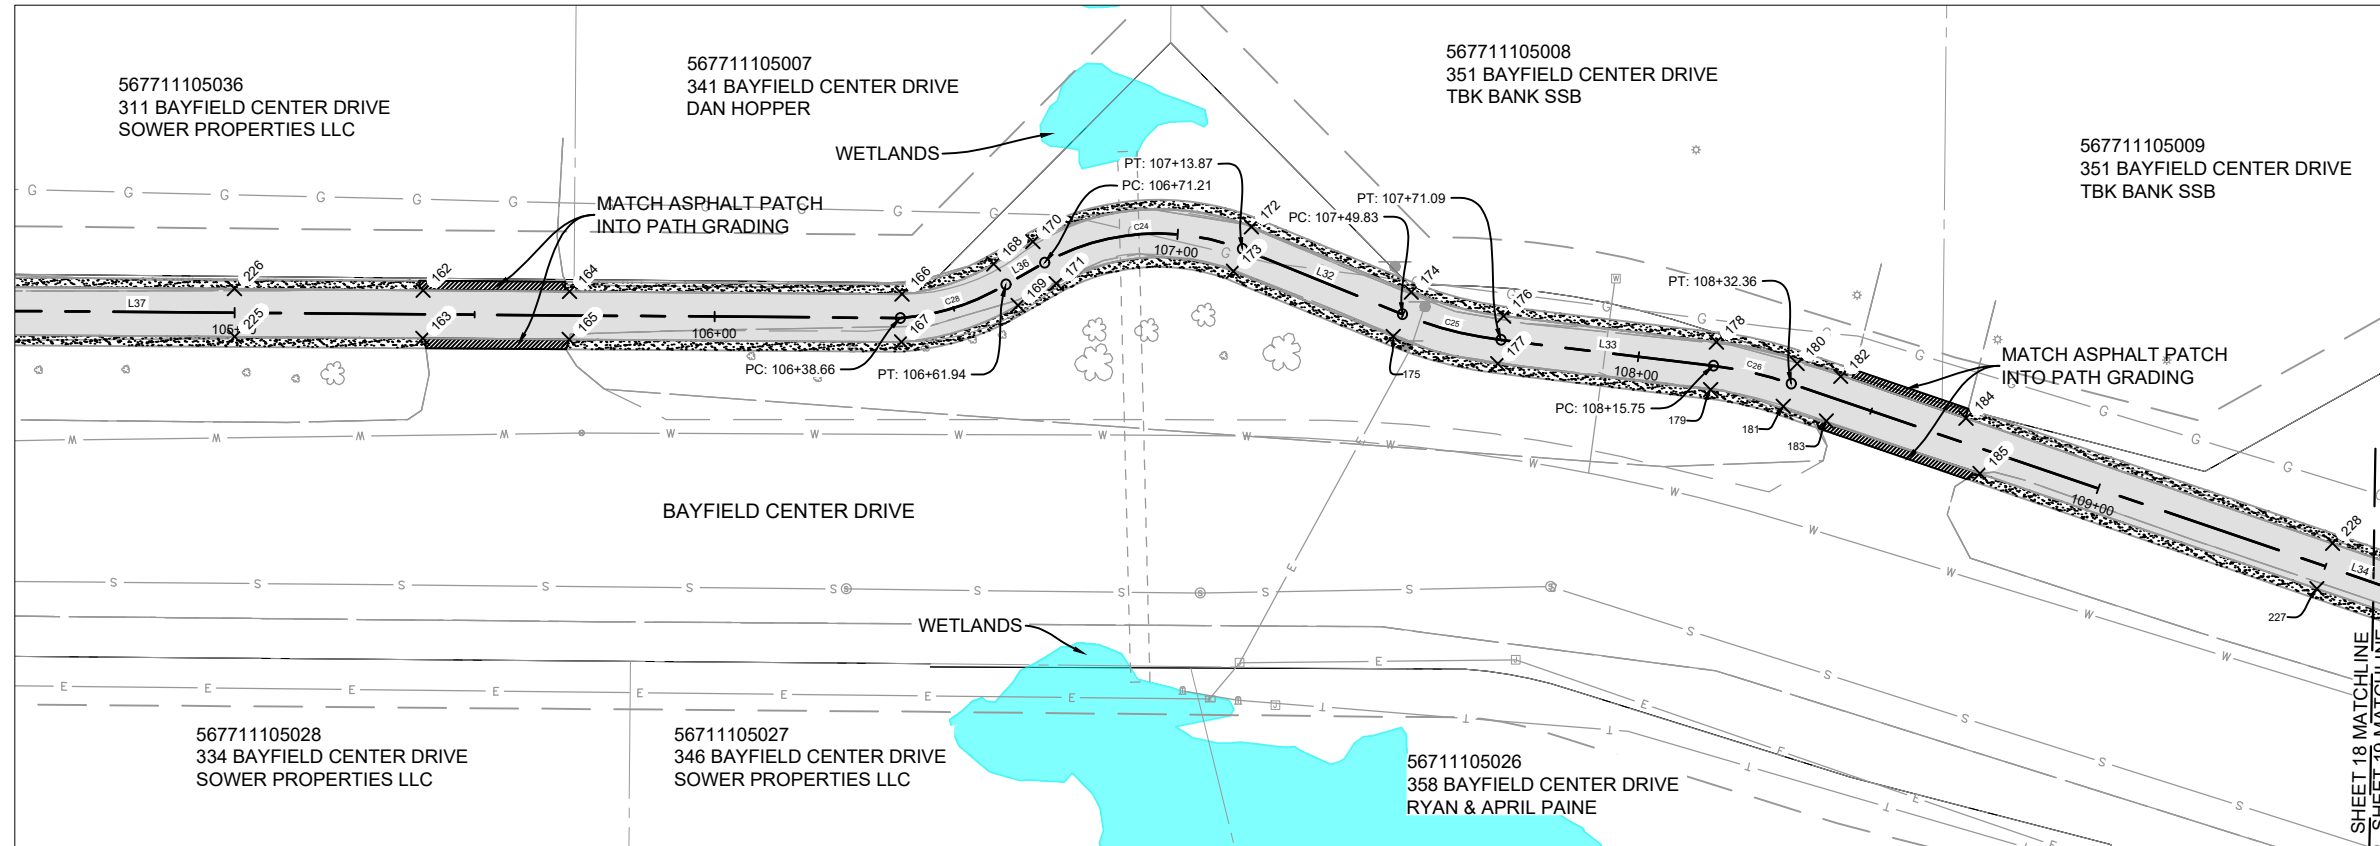 567711105036
311 BAYFIELD CENTER DRIVE
SOWER PROPERTIES LLC
567711105007
341 BAYFIELD CENTER DRIVE
DAN HOPPER
567711105008
351 BAYFIELD CENTER DRIVE
TBK BANK SSB
567711105009
351 BAYFIELD CENTER DRIVE
TBK BANK SSB
WETLANDS
MATCH ASPHALT PATCH
INTO PATH GRADING
PT: 107+13.87
PC: 106+71.21
PT: 107+71.09
PC: 107+49.83
PT: 108+32.36
MATCH ASPHALT PATCH
INTO PATH GRADING
226
162
164
166
168
170
172
174
176
178
180
182
184
228
L37
C28
L36
C24
L32
C25
L33
C26
L34
106+00
107+00
108+00
109+00
225
163
165
167
169
171
173
175
177
179
181
183
185
227
PC: 106+38.66
PT: 106+61.94
PC: 108+15.75
BAYFIELD CENTER DRIVE
WETLANDS
567711105028
334 BAYFIELD CENTER DRIVE
SOWER PROPERTIES LLC
56711105027
346 BAYFIELD CENTER DRIVE
SOWER PROPERTIES LLC
56711105026
358 BAYFIELD CENTER DRIVE
RYAN & APRIL PAINE
SHEET 18 MATCHLINE